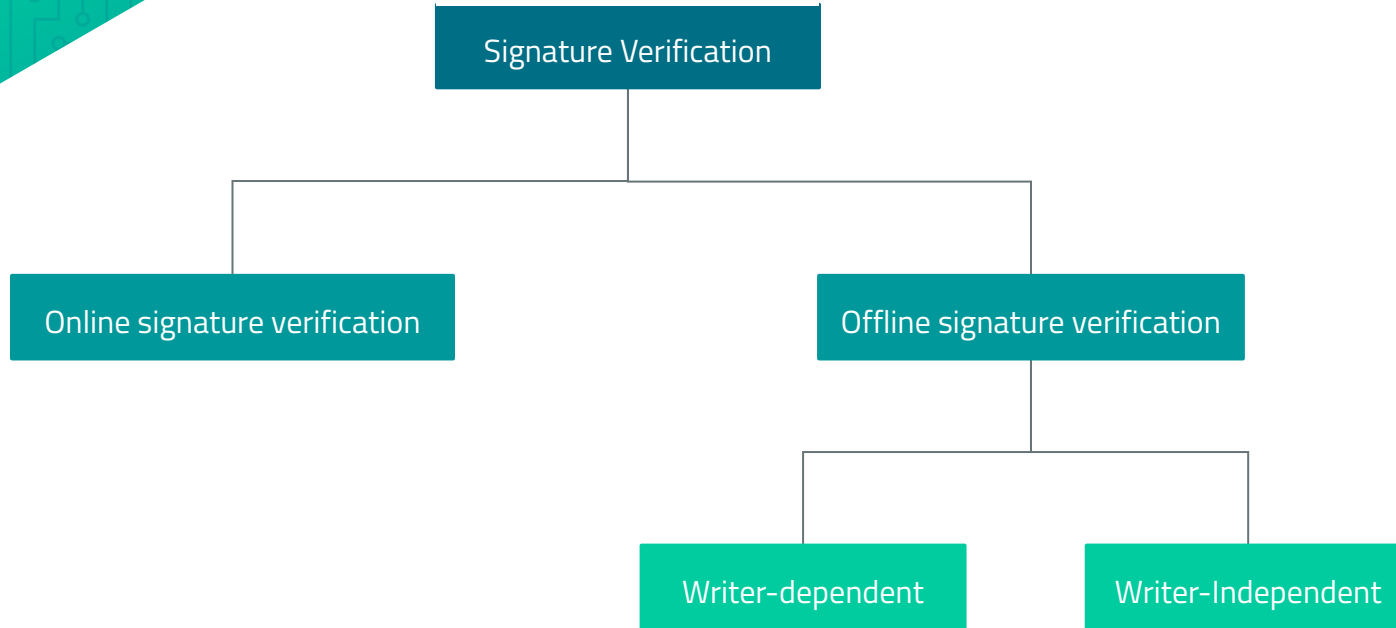 Signature Verification
Online signature verification
Offline signature verification
Writer-dependent
Writer-Independent